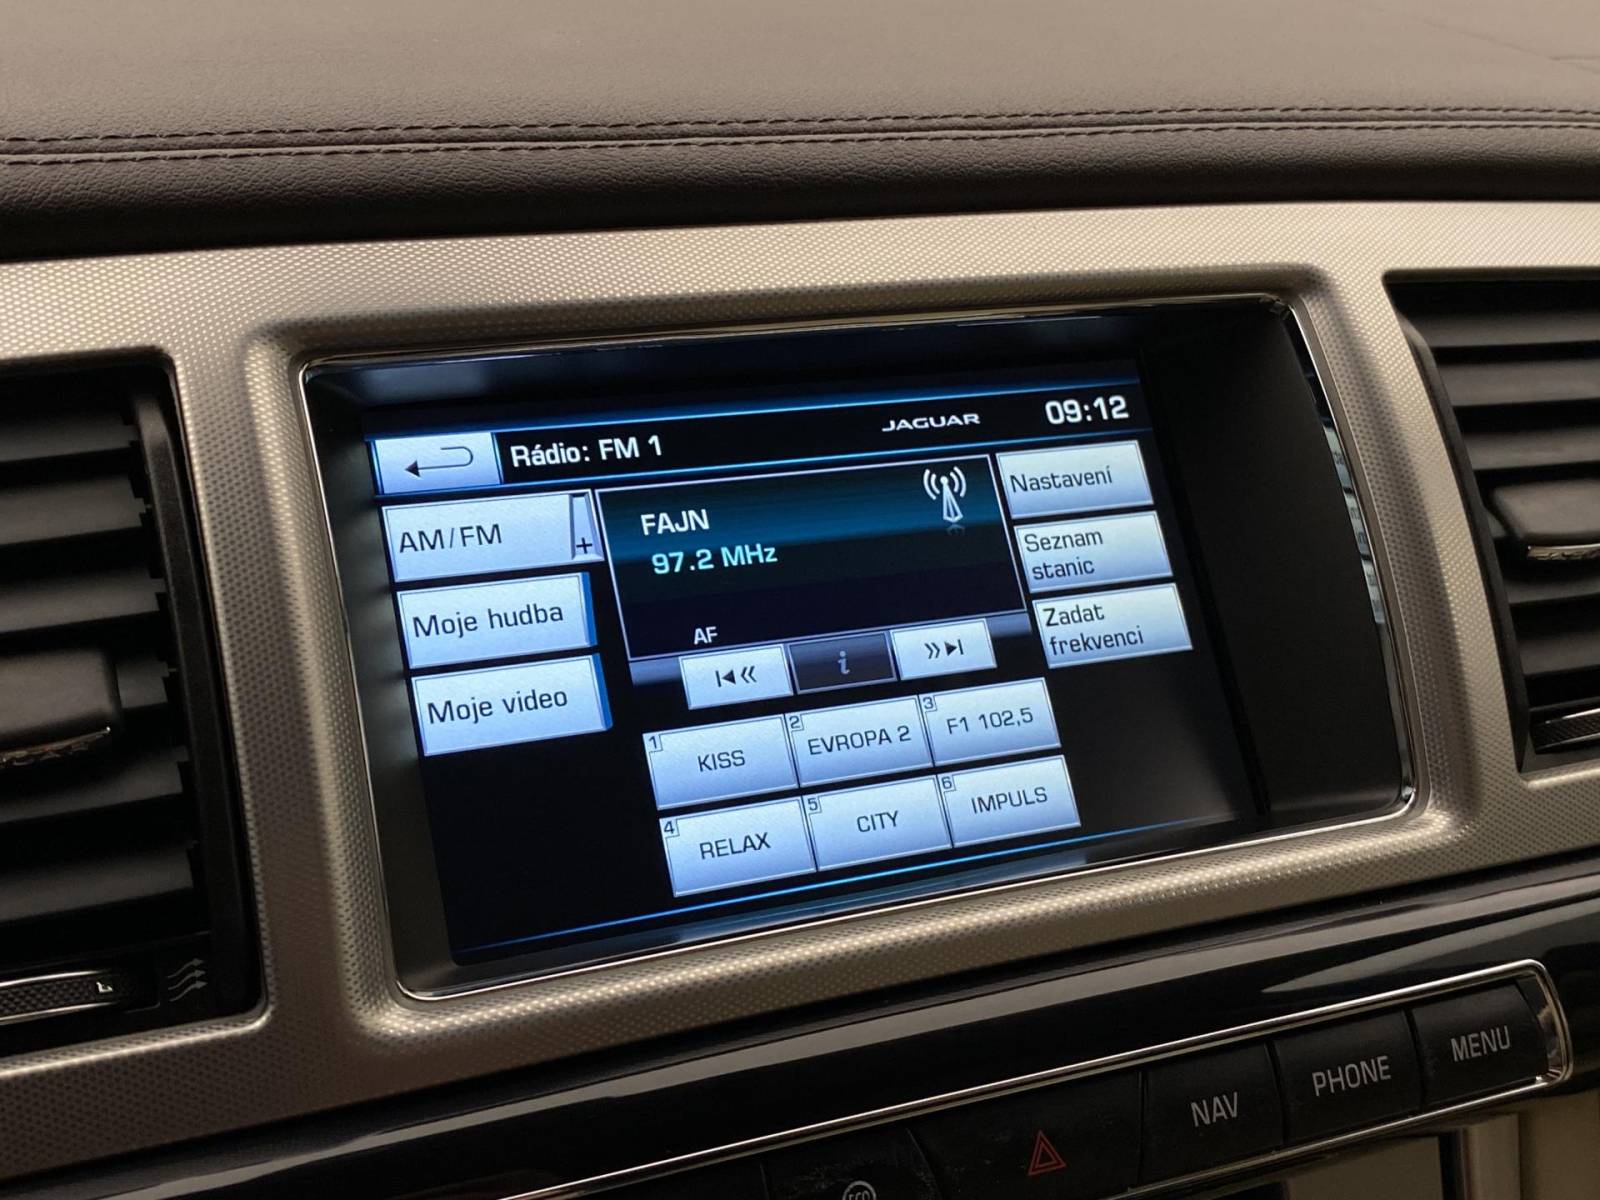 Rádio: FM 1
JAGUAR
09:12
AM/FM
+
Moje hudba
Moje video
FAJN
97.2 MHz
AF
i
Nastavení
Seznam
stanic
Zadat
frekvenci
1
KISS
2
EVROPA 2
3
F1 102,5
4
RELAX
5
CITY
6
IMPULS
NAV
PHONE
MENU
ECO